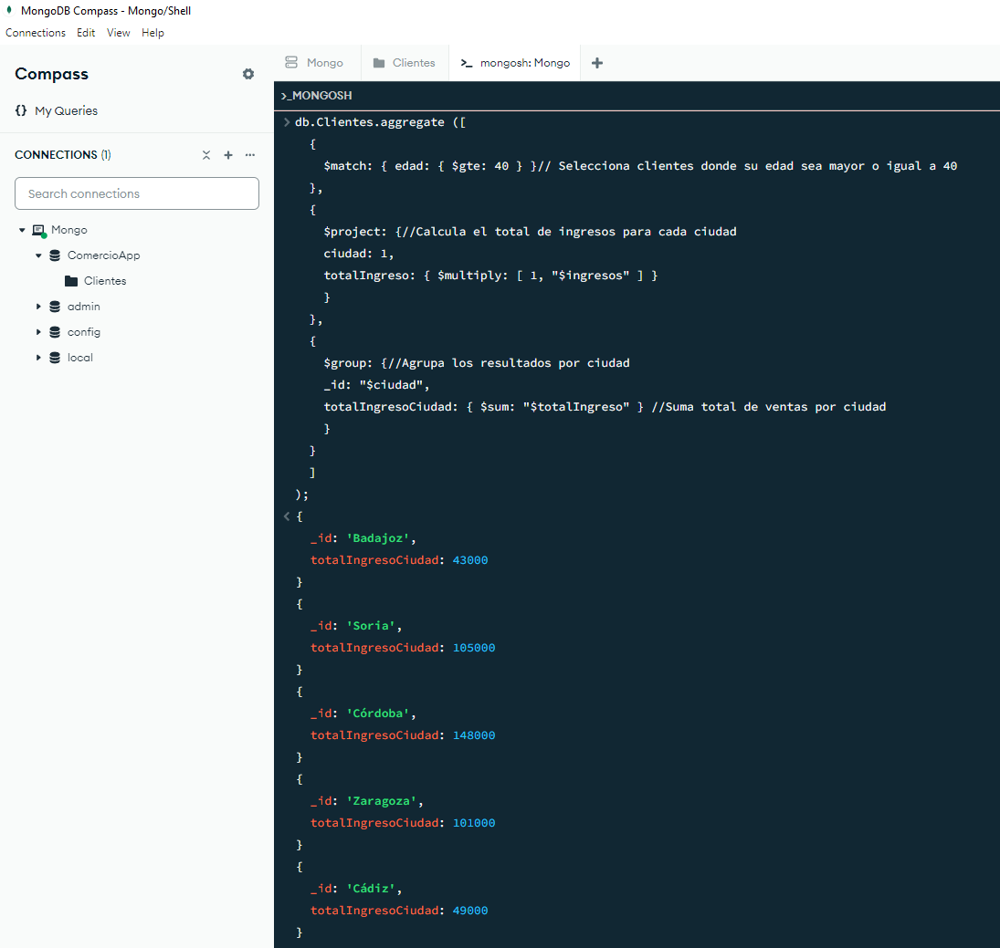 MongoDB Compass - Mongo/Shell
Connections Edit View Help
Compass
{} My Queries
CONNECTIONS (1)
Search connections
Mongo
ComercioApp
Clientes
admin
config
local
Mongo
Clientes
>_ mongosh: Mongo
>_MONGOSH
> db.Clientes.aggregate ([
{
$match: { edad: { $gte: 40 } }// Selecciona clientes donde su edad sea mayor o igual a 40
},
{
$project: {//Calcula el total de ingresos para cada ciudad
ciudad: 1,
totalIngreso: { $multiply: [ 1, "$ingresos" ] }
}
},
{
$group: {//Agrupa los resultados por ciudad
_id: "$ciudad",
totalIngresoCiudad: { $sum: "$totalIngreso" } //Suma total de ventas por ciudad
}
}
]
);
< {
_id: 'Badajoz',
totalIngresoCiudad: 43000
}
{
_id: 'Soria',
totalIngresoCiudad: 105000
}
{
_id: 'Córdoba',
totalIngresoCiudad: 148000
}
{
_id: 'Zaragoza',
totalIngresoCiudad: 101000
}
{
_id: 'Cádiz',
totalIngresoCiudad: 49000
}